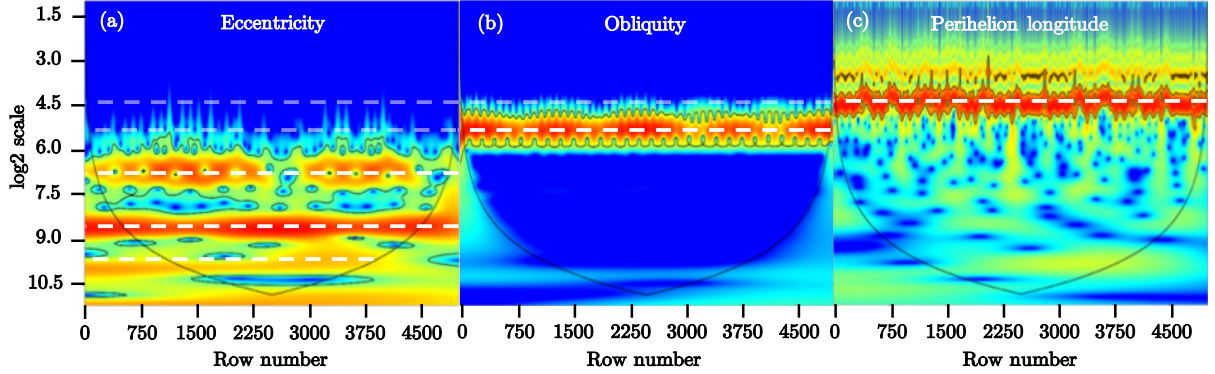 (a) Eccentricity (b) Obliquity (c) Perihelion longitude
log2 scale
1.5
3.0
4.5
6.0
7.5
9.0
10.5
0 750 1500 2250 3000 3750 4500 0 750 1500 2250 3000 3750 4500 0 750 1500 2250 3000 3750 4500
Row number Row number Row number